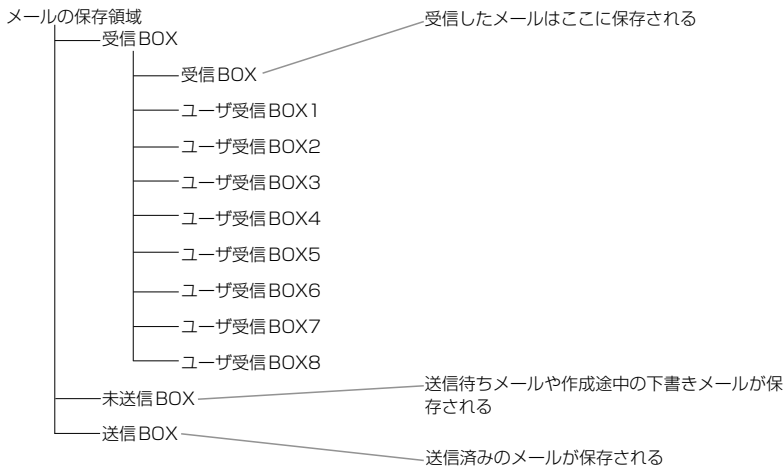 メールの保存領域
受信BOX
受信したメールはここに保存される
受信BOX
ユーザ受信BOX1
ユーザ受信BOX2
ユーザ受信BOX3
ユーザ受信BOX4
ユーザ受信BOX5
ユーザ受信BOX6
ユーザ受信BOX7
ユーザ受信BOX8
未送信BOX
送信待ちメールや作成途中の下書きメールが保
存される
送信BOX
送信済みのメールが保存される